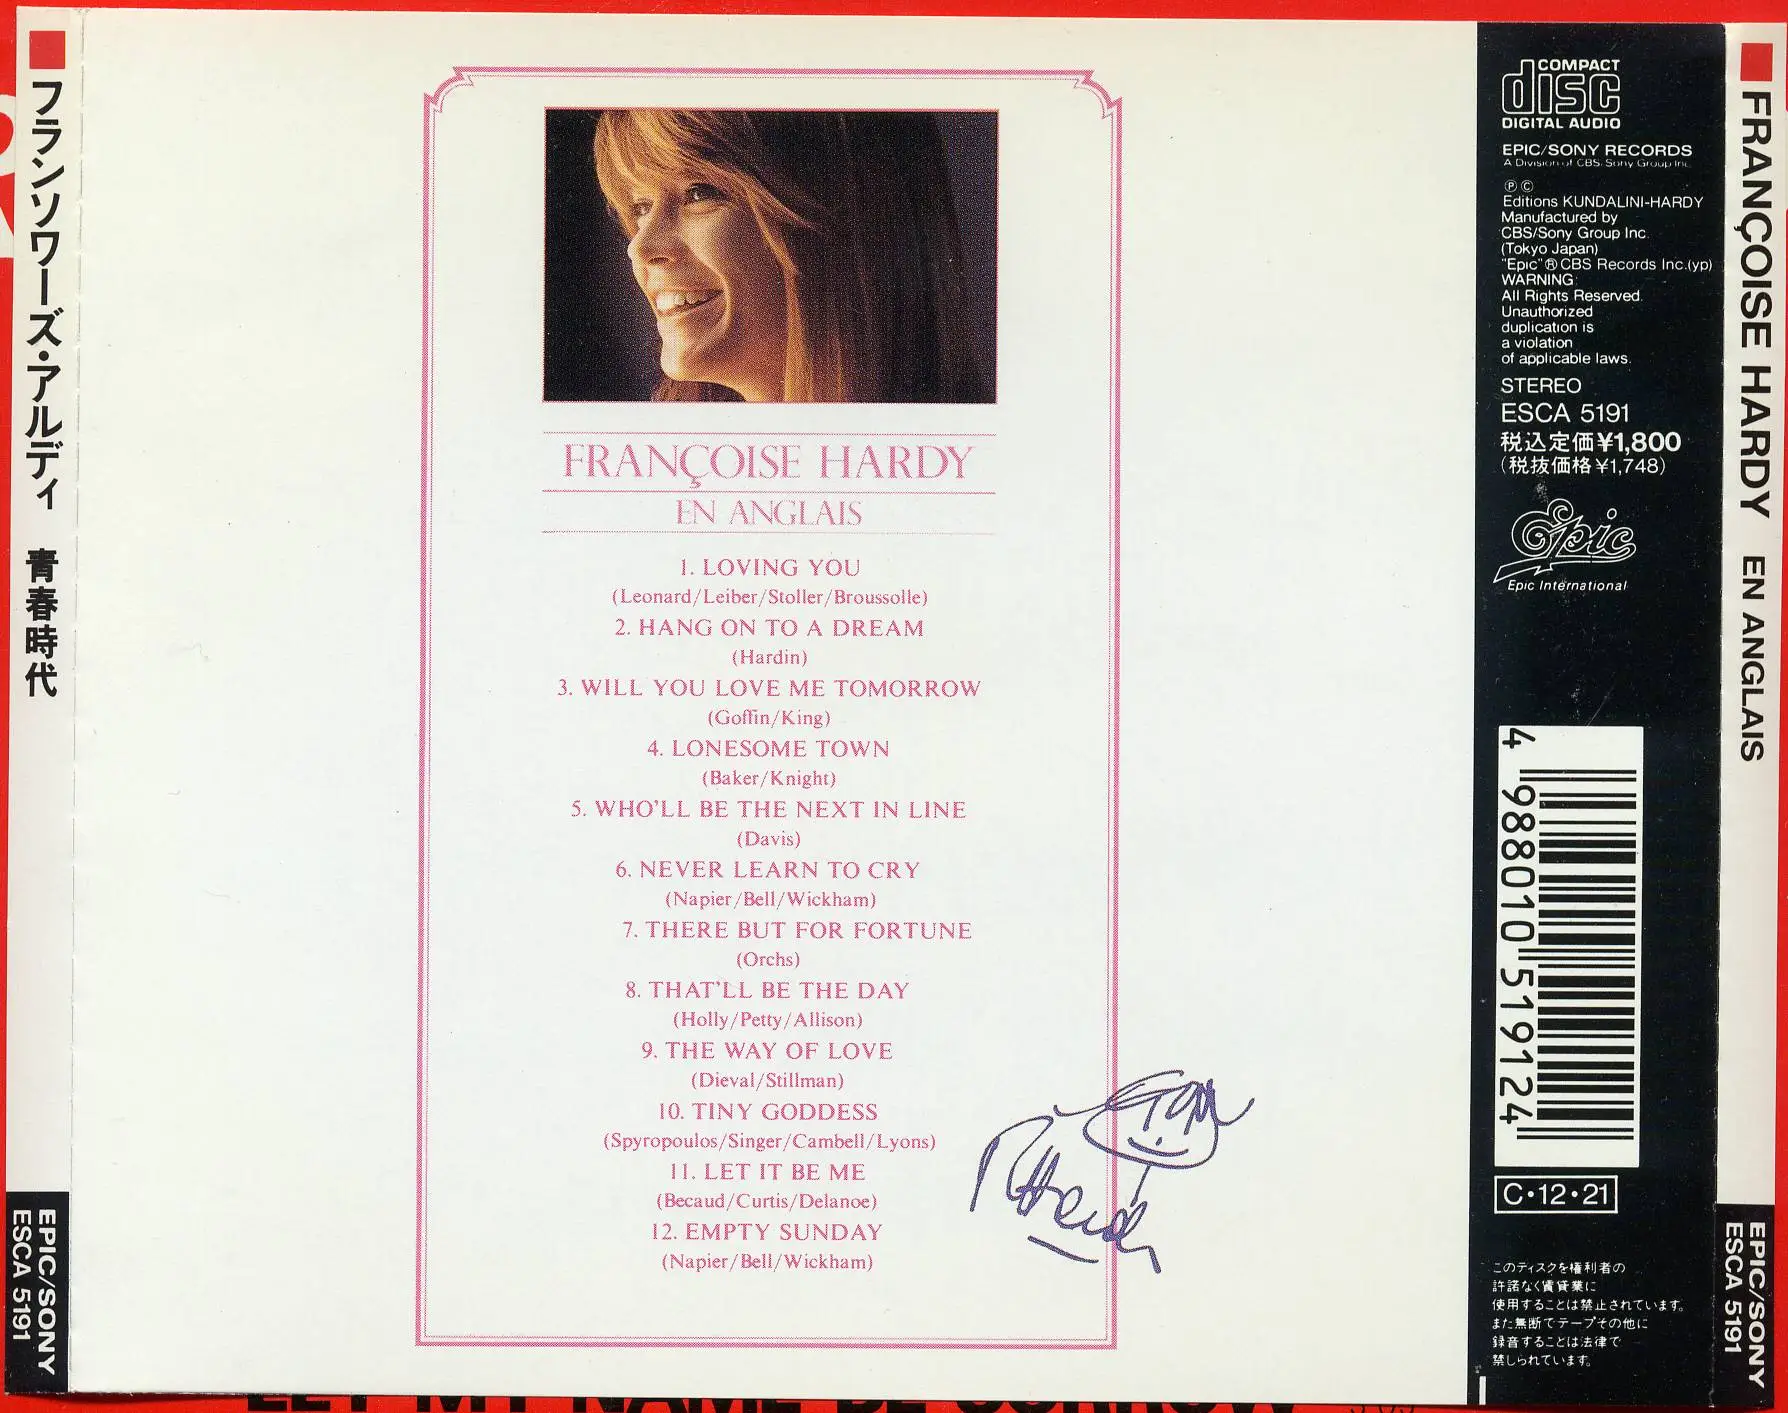 フランソワーズ・アルディ 青春時代
EPIC/SONY
ESCA 5191
FRANÇOISE HARDY
EN ANGLAIS
1. LOVING YOU
(Leonard/Leiber/Stoller/Broussolle)
2. HANG ON TO A DREAM
(Hardin)
3. WILL YOU LOVE ME TOMORROW
(Goffin/King)
4. LONESOME TOWN
(Baker/Knight)
5. WHO'LL BE THE NEXT IN LINE
(Davis)
6. NEVER LEARN TO CRY
(Napier/Bell/Wickham)
7. THERE BUT FOR FORTUNE
(Orchs)
8. THAT'LL BE THE DAY
(Holly/Petty/Allison)
9. THE WAY OF LOVE
(Dieval/Stillman)
10. TINY GODDESS
(Spyropoulos/Singer/Cambell/Lyons)
11. LET IT BE ME
(Becaud/Curtis/Delanoe)
12. EMPTY SUNDAY
(Napier/Bell/Wickham)
COMPACT
disc
DIGITAL AUDIO
EPIC/SONY RECORDS
A Division of CBS/Sony Group Inc.
Ⓟ©
Editions KUNDALINI-HARDY
Manufactured by
CBS/Sony Group Inc.
(Tokyo Japan)
"Epic"® CBS Records Inc.(yp)
WARNING:
All Rights Reserved.
Unauthorized
duplication is
a violation
of applicable laws.
STEREO
ESCA 5191
税込定価¥1,800
(税抜価格¥1,748)
Epic
Epic International
4 988010 519124
C・12・21
このディスクを権利者の
許諾なく賃貸業に
使用することは禁止されています。
また無断でテープその他に
録音することは法律で
禁じられています。
FRANÇOISE HARDY EN ANGLAIS
EPIC/SONY
ESCA 5191
LET MY NAME BE SORROW 3'05